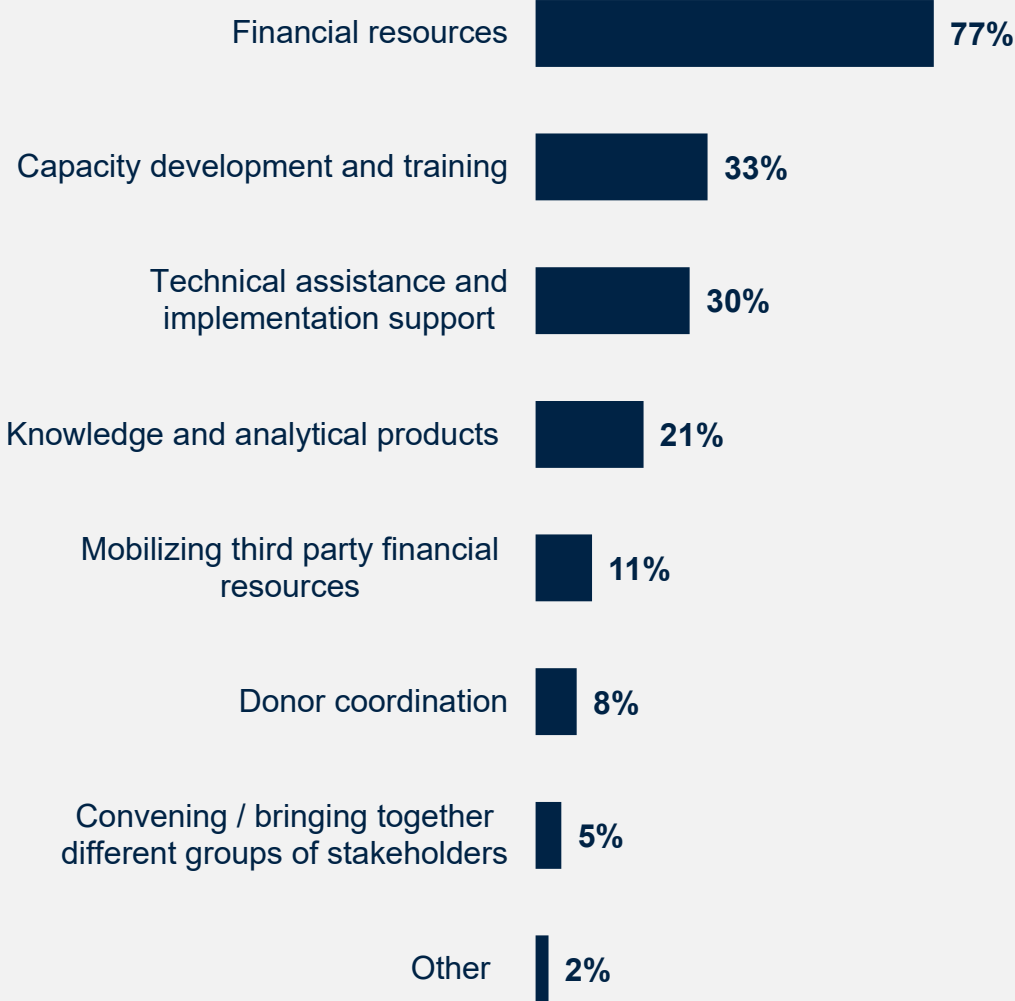 Financial resources 77%
Capacity development and training 33%
Technical assistance and
implementation support 30%
Knowledge and analytical products 21%
Mobilizing third party financial
resources 11%
Donor coordination 8%
Convening / bringing together
different groups of stakeholders 5%
Other 2%